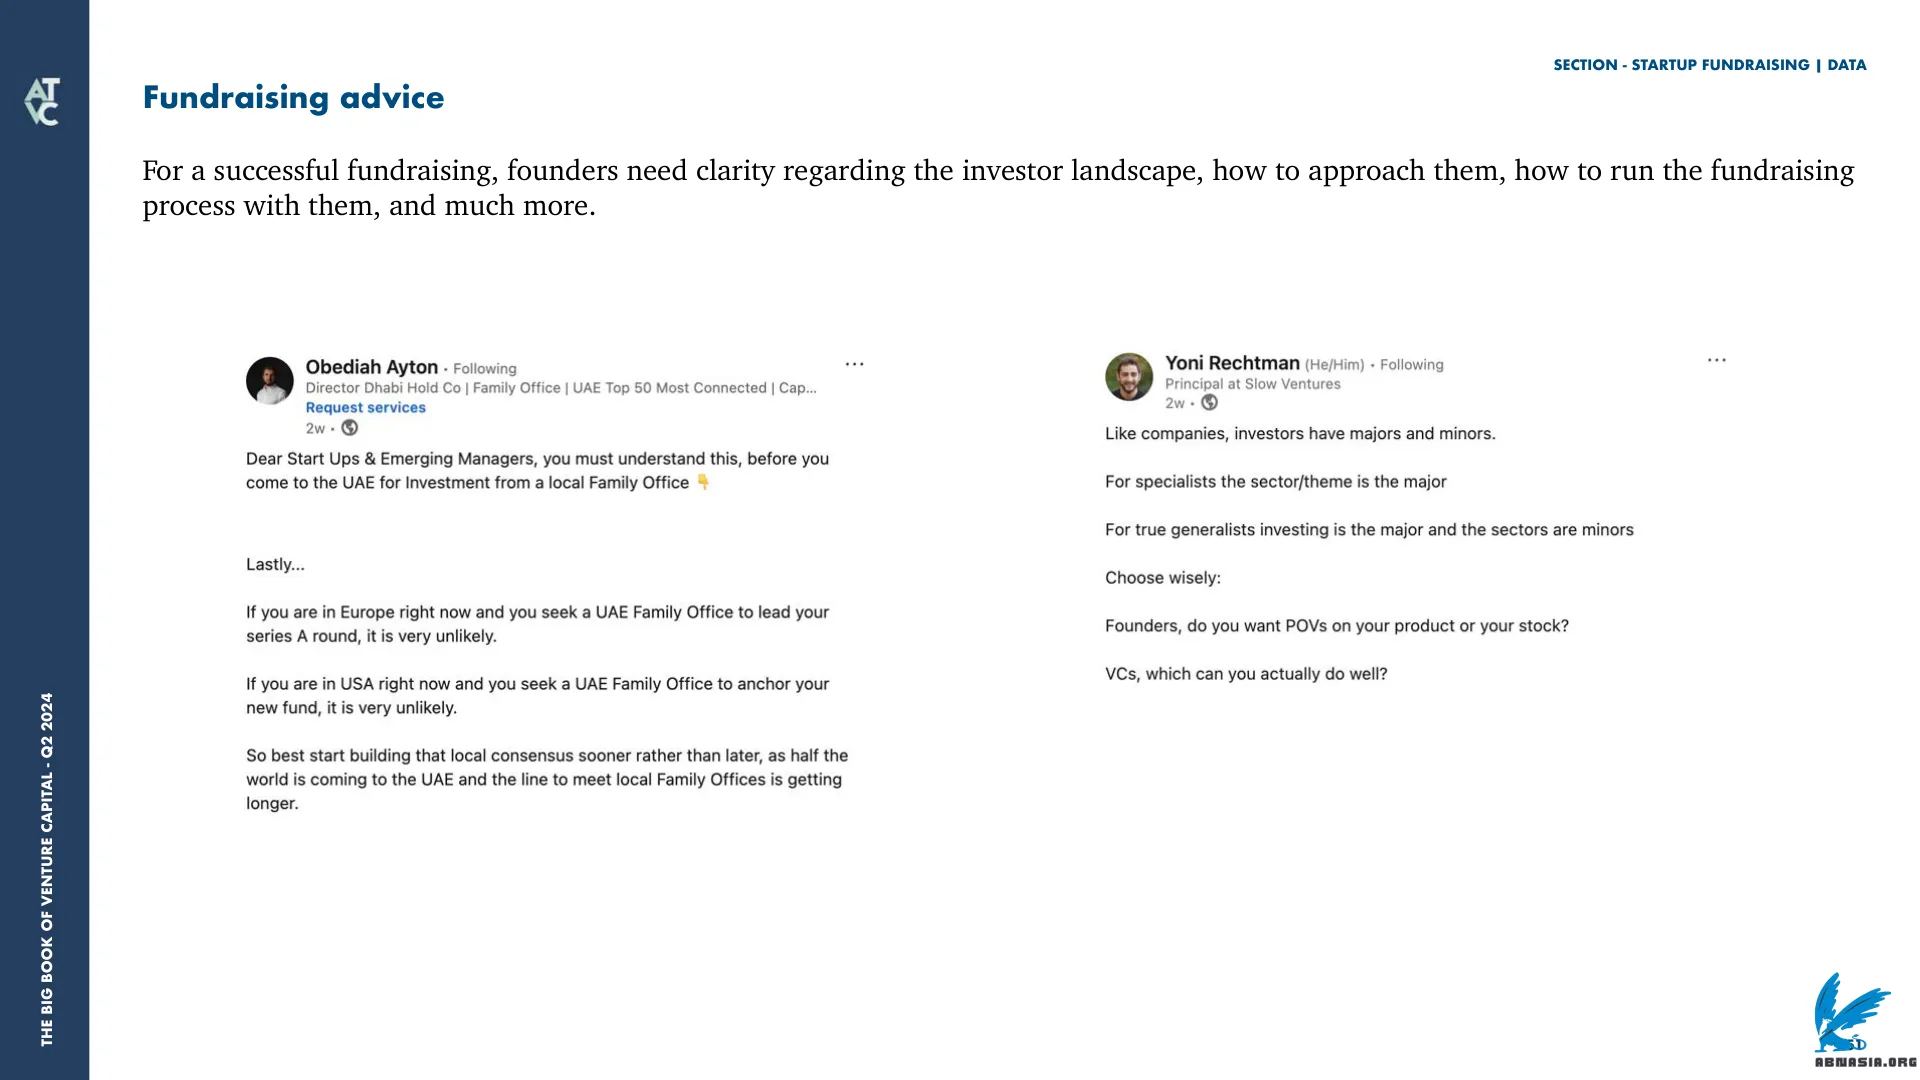 SECTION - STARTUP FUNDRAISING | DATA
AT
VC
Fundraising advice
For a successful fundraising, founders need clarity regarding the investor landscape, how to approach them, how to run the fundraising
process with them, and much more.
Obediah Ayton • Following
Director Dhabi Hold Co | Family Office | UAE Top 50 Most Connected | Cap...
Request services
2w •
Dear Start Ups & Emerging Managers, you must understand this, before you
come to the UAE for Investment from a local Family Office 👇
Lastly...
If you are in Europe right now and you seek a UAE Family Office to lead your
series A round, it is very unlikely.
If you are in USA right now and you seek a UAE Family Office to anchor your
new fund, it is very unlikely.
So best start building that local consensus sooner rather than later, as half the
world is coming to the UAE and the line to meet local Family Offices is getting
longer.
Yoni Rechtman (He/Him) • Following
Principal at Slow Ventures
2w •
Like companies, investors have majors and minors.
For specialists the sector/theme is the major
For true generalists investing is the major and the sectors are minors
Choose wisely:
Founders, do you want POVs on your product or your stock?
VCs, which can you actually do well?
THE BIG BOOK OF VENTURE CAPITAL - Q2 2024
ABNASIA.ORG